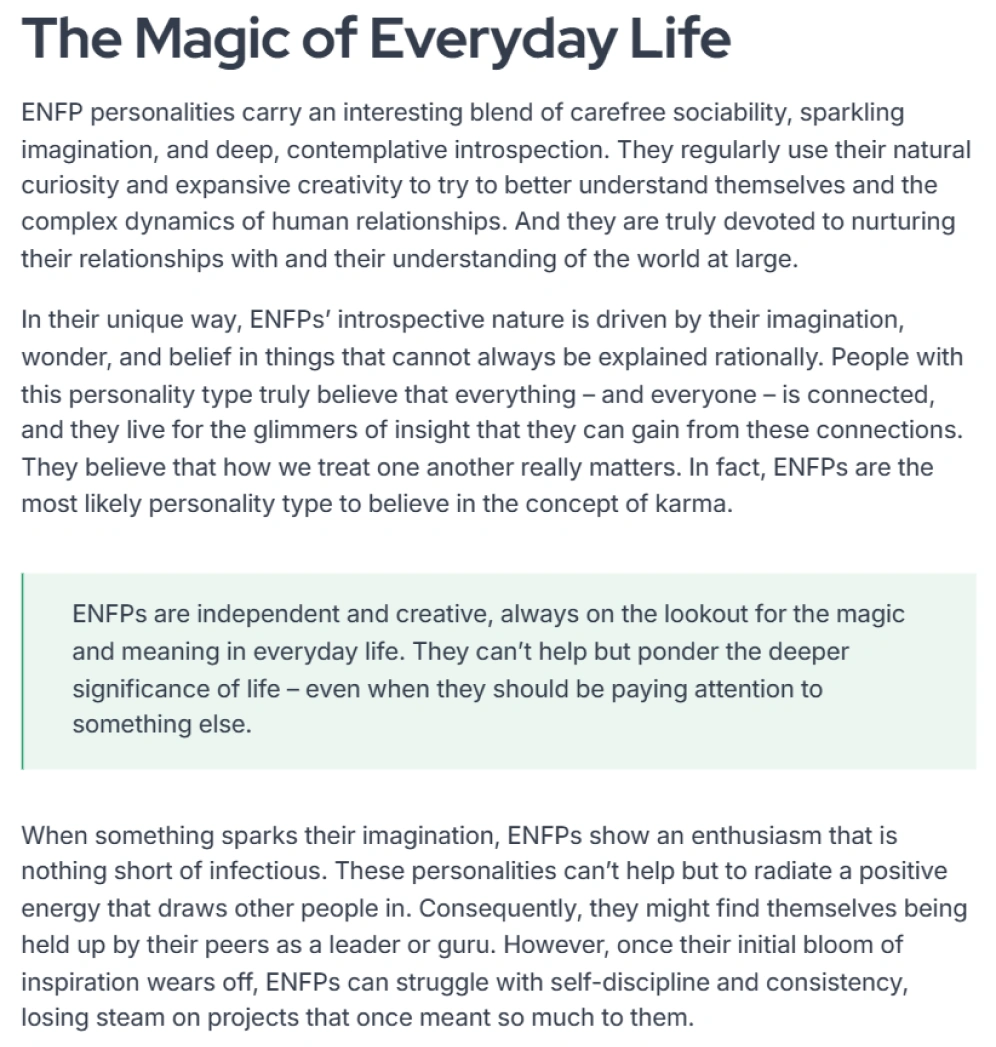 The Magic of Everyday Life
ENFP personalities carry an interesting blend of carefree sociability, sparkling
imagination, and deep, contemplative introspection. They regularly use their natural
curiosity and expansive creativity to try to better understand themselves and the
complex dynamics of human relationships. And they are truly devoted to nurturing
their relationships with and their understanding of the world at large.
In their unique way, ENFPs’ introspective nature is driven by their imagination,
wonder, and belief in things that cannot always be explained rationally. People with
this personality type truly believe that everything – and everyone – is connected,
and they live for the glimmers of insight that they can gain from these connections.
They believe that how we treat one another really matters. In fact, ENFPs are the
most likely personality type to believe in the concept of karma.
ENFPs are independent and creative, always on the lookout for the magic
and meaning in everyday life. They can’t help but ponder the deeper
significance of life – even when they should be paying attention to
something else.
When something sparks their imagination, ENFPs show an enthusiasm that is
nothing short of infectious. These personalities can’t help but to radiate a positive
energy that draws other people in. Consequently, they might find themselves being
held up by their peers as a leader or guru. However, once their initial bloom of
inspiration wears off, ENFPs can struggle with self-discipline and consistency,
losing steam on projects that once meant so much to them.